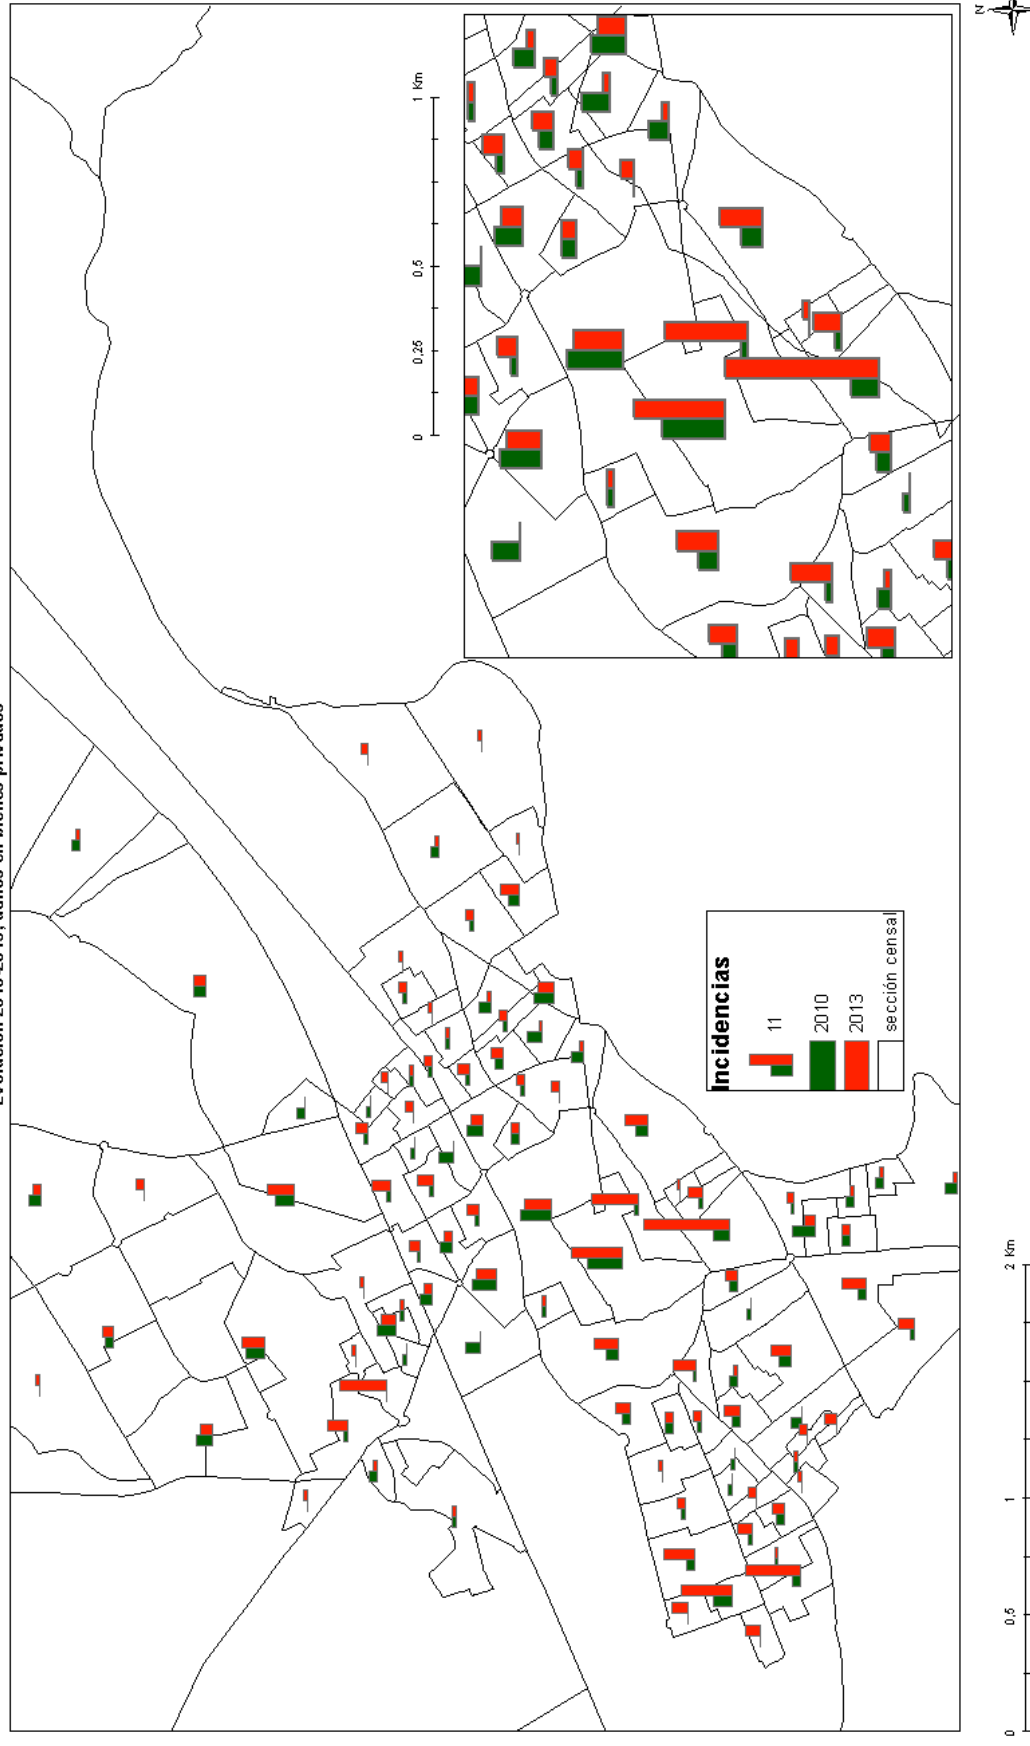 Evolución 2010-2013, daños en bienes privados
0
0,25
0,5
1 Km
Incidencias
11
2010
2013
sección censal
0
0,5
1
2 Km
N